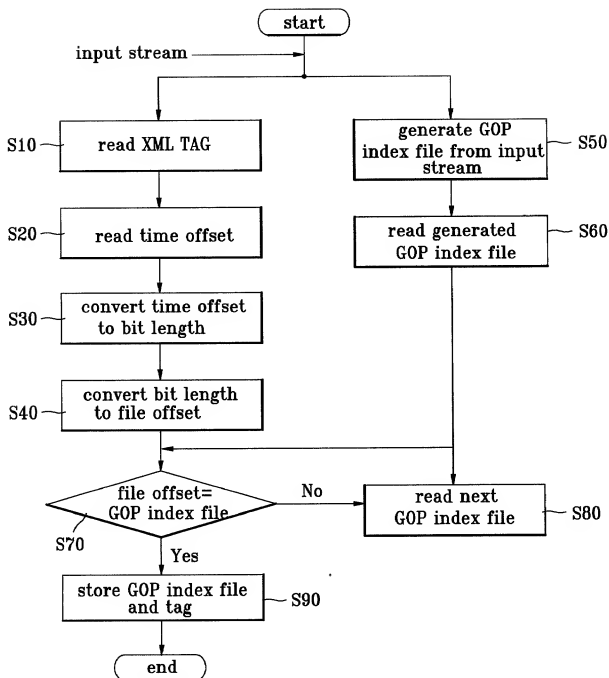 start
input stream
S10
read XML TAG
S20
read time offset
S30
convert time offset
to bit length
S40
convert bit length
to file offset
generate GOP
index file from input
stream
S50
read generated
GOP index file
S60
file offset=
GOP index file
S70
No
read next
GOP index file
S80
Yes
store GOP index file
and tag
S90
end